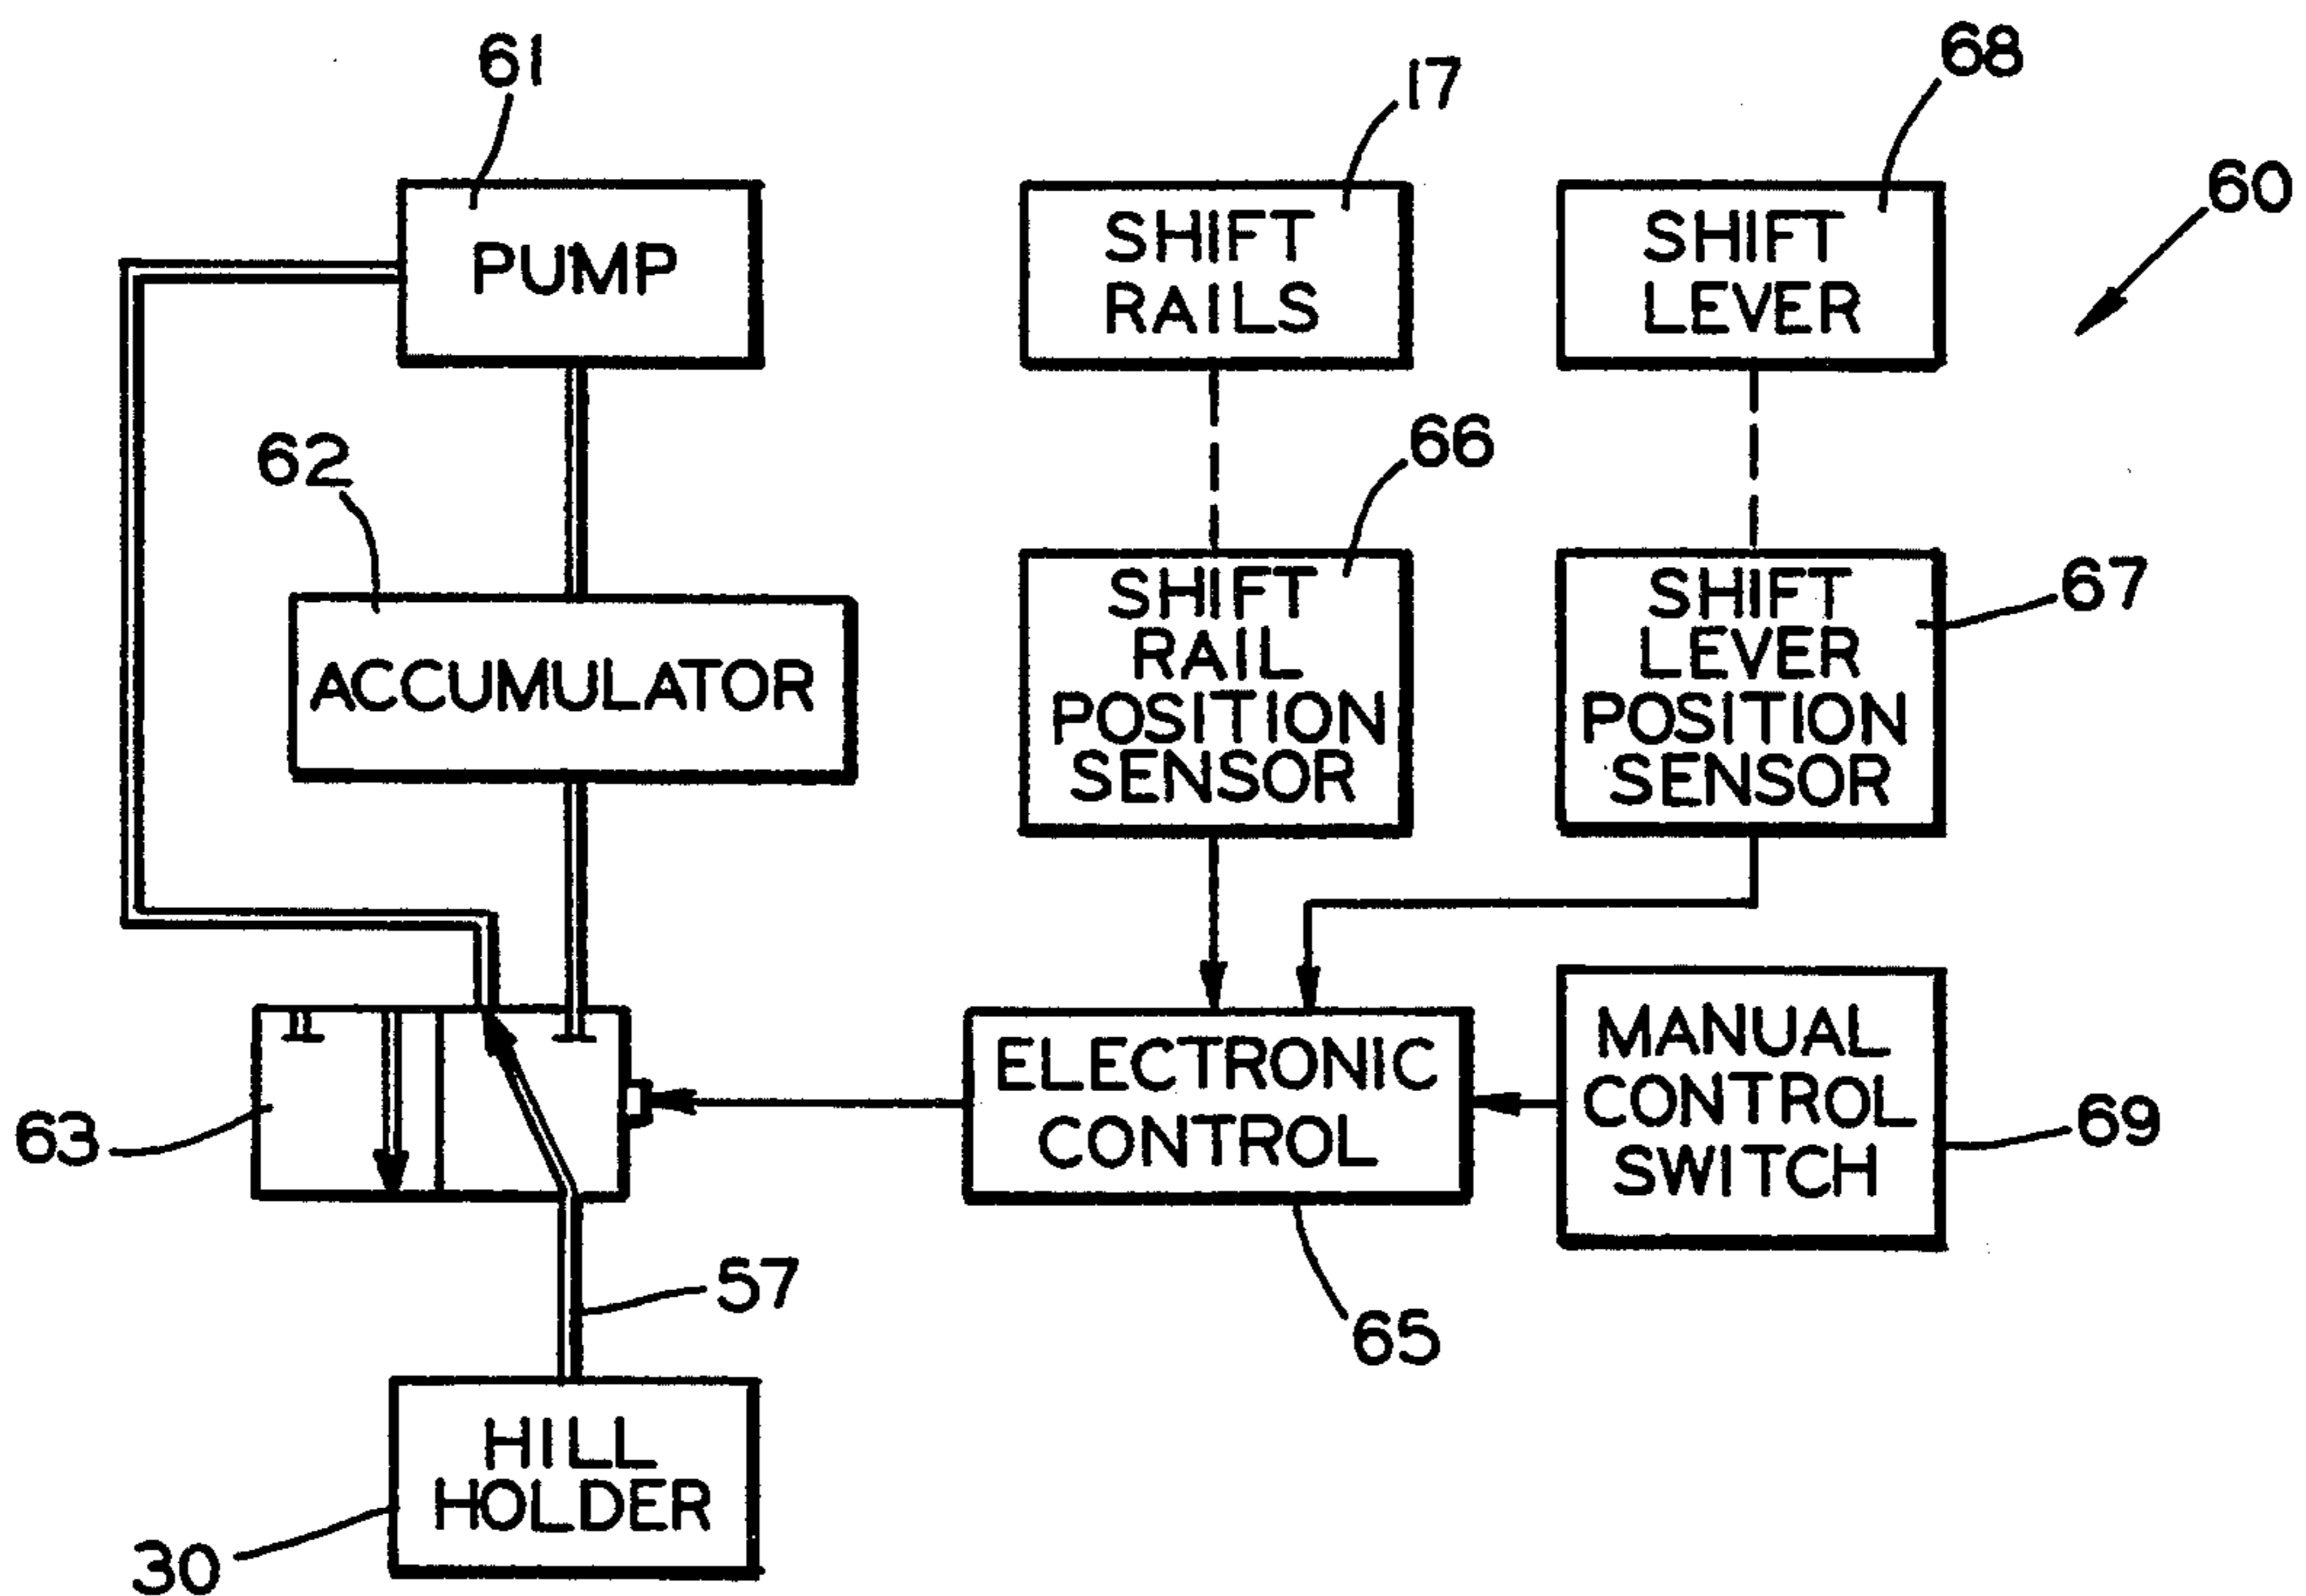 61
17
68
60
PUMP
SHIFT
RAILS
SHIFT
LEVER
62
66
67
ACCUMULATOR
SHIFT
RAIL
POSITION
SENSOR
SHIFT
LEVER
POSITION
SENSOR
63
ELECTRONIC
CONTROL
MANUAL
CONTROL
SWITCH
69
57
65
HILL
HOLDER
30